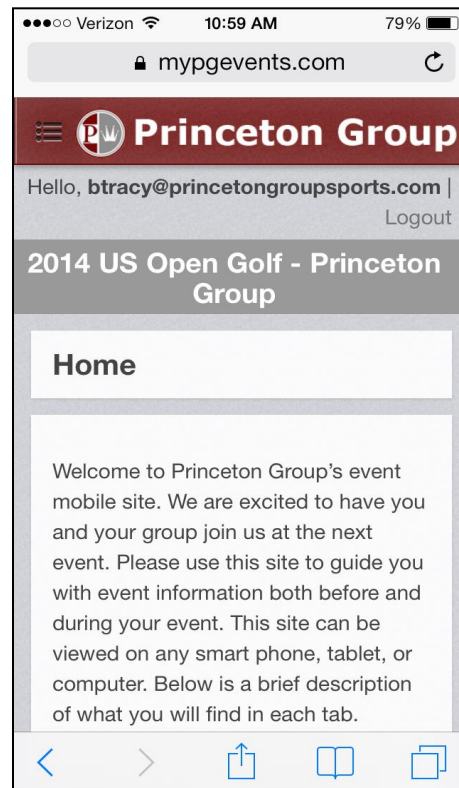 Verizon 10:59 AM 79%
mypgevents.com
P Princeton Group
Hello, btracy@princetongroupsports.com |
Logout
2014 US Open Golf - Princeton
Group
Home
Welcome to Princeton Group's event
mobile site. We are excited to have you
and your group join us at the next
event. Please use this site to guide you
with event information both before and
during your event. This site can be
viewed on any smart phone, tablet, or
computer. Below is a brief description
of what you will find in each tab.